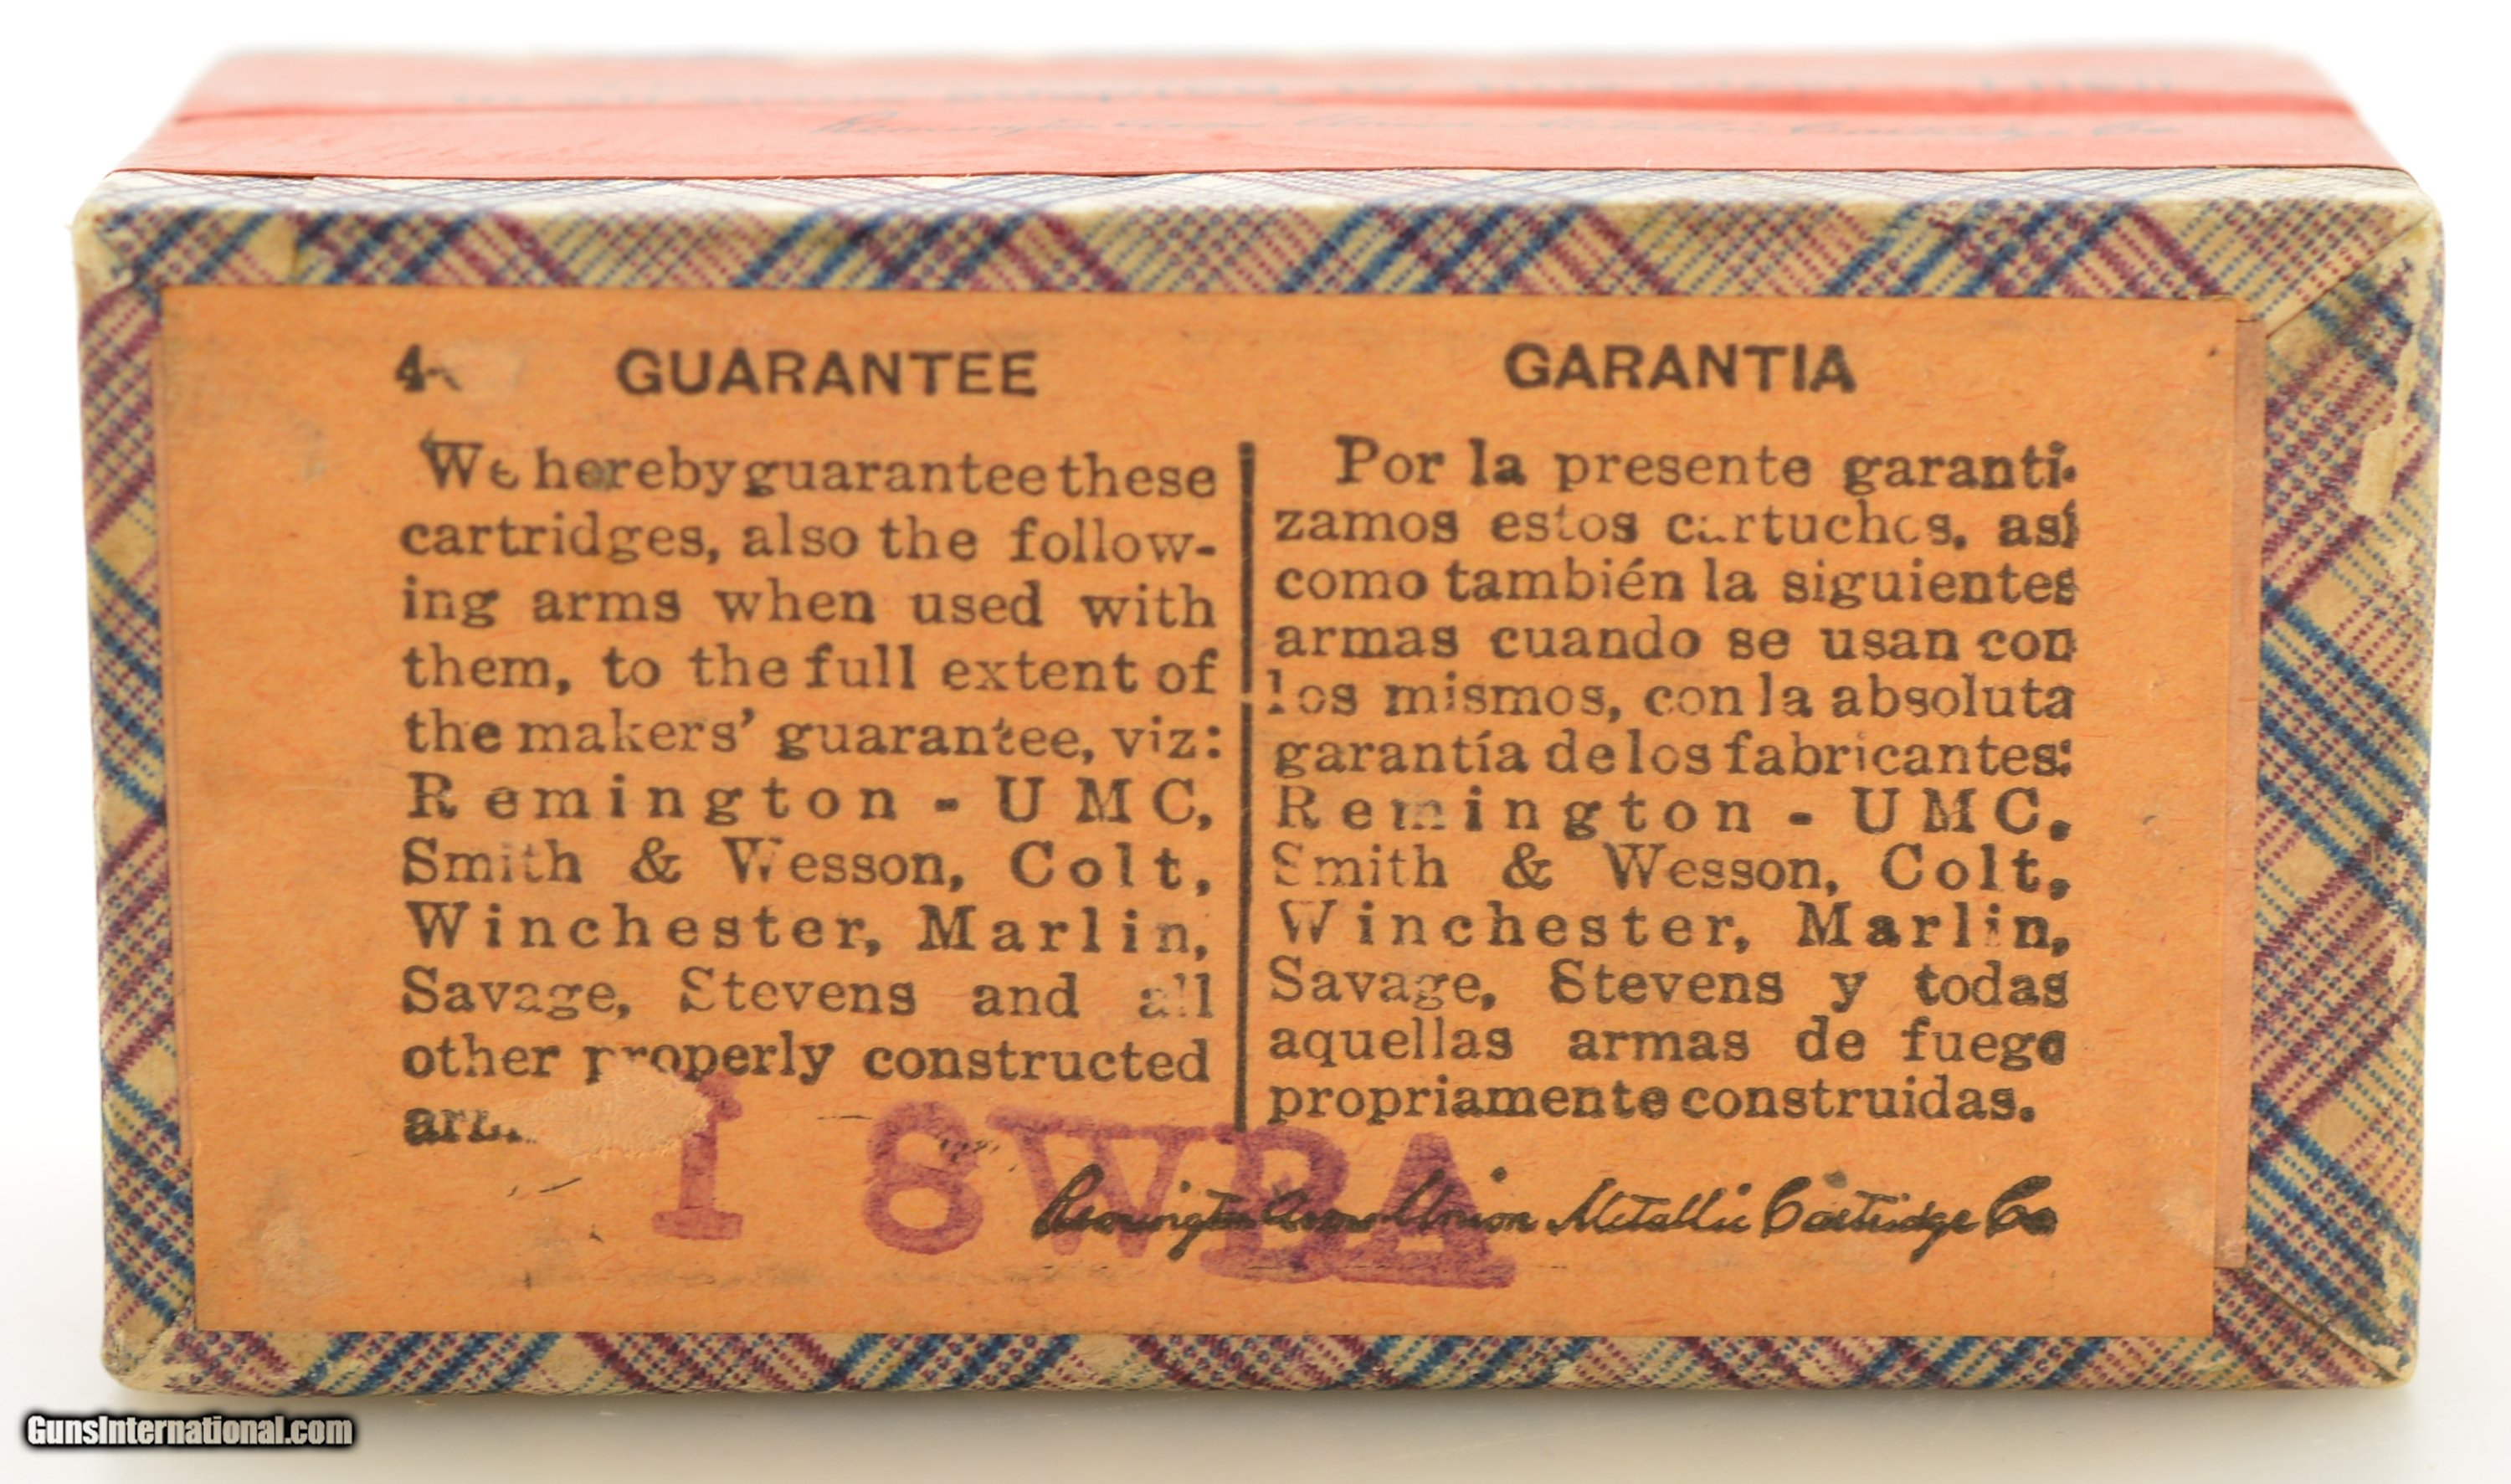 GUARANTEE
We hereby guarantee these
cartridges, also the follow-
ing arms when used with
them, to the full extent of
the makers' guarantee, viz:
Remington - UMC,
Smith & Wesson, Colt,
Winchester, Marlin,
Savage, Stevens and all
other properly constructed
GARANTIA
Por la presente garanti-
zamos estos cartuchos, así
como también la siguientes
armas cuando se usan con
los mismos, con la absoluta
garantía de los fabricantes:
Remington - UMC,
Smith & Wesson, Colt,
Winchester, Marlin,
Savage, Stevens y todas
aquellas armas de fuego
propriamente construidas.
1 8WBA
Remington Arms Union Metallic Cartridge Co
GunsInternational.com